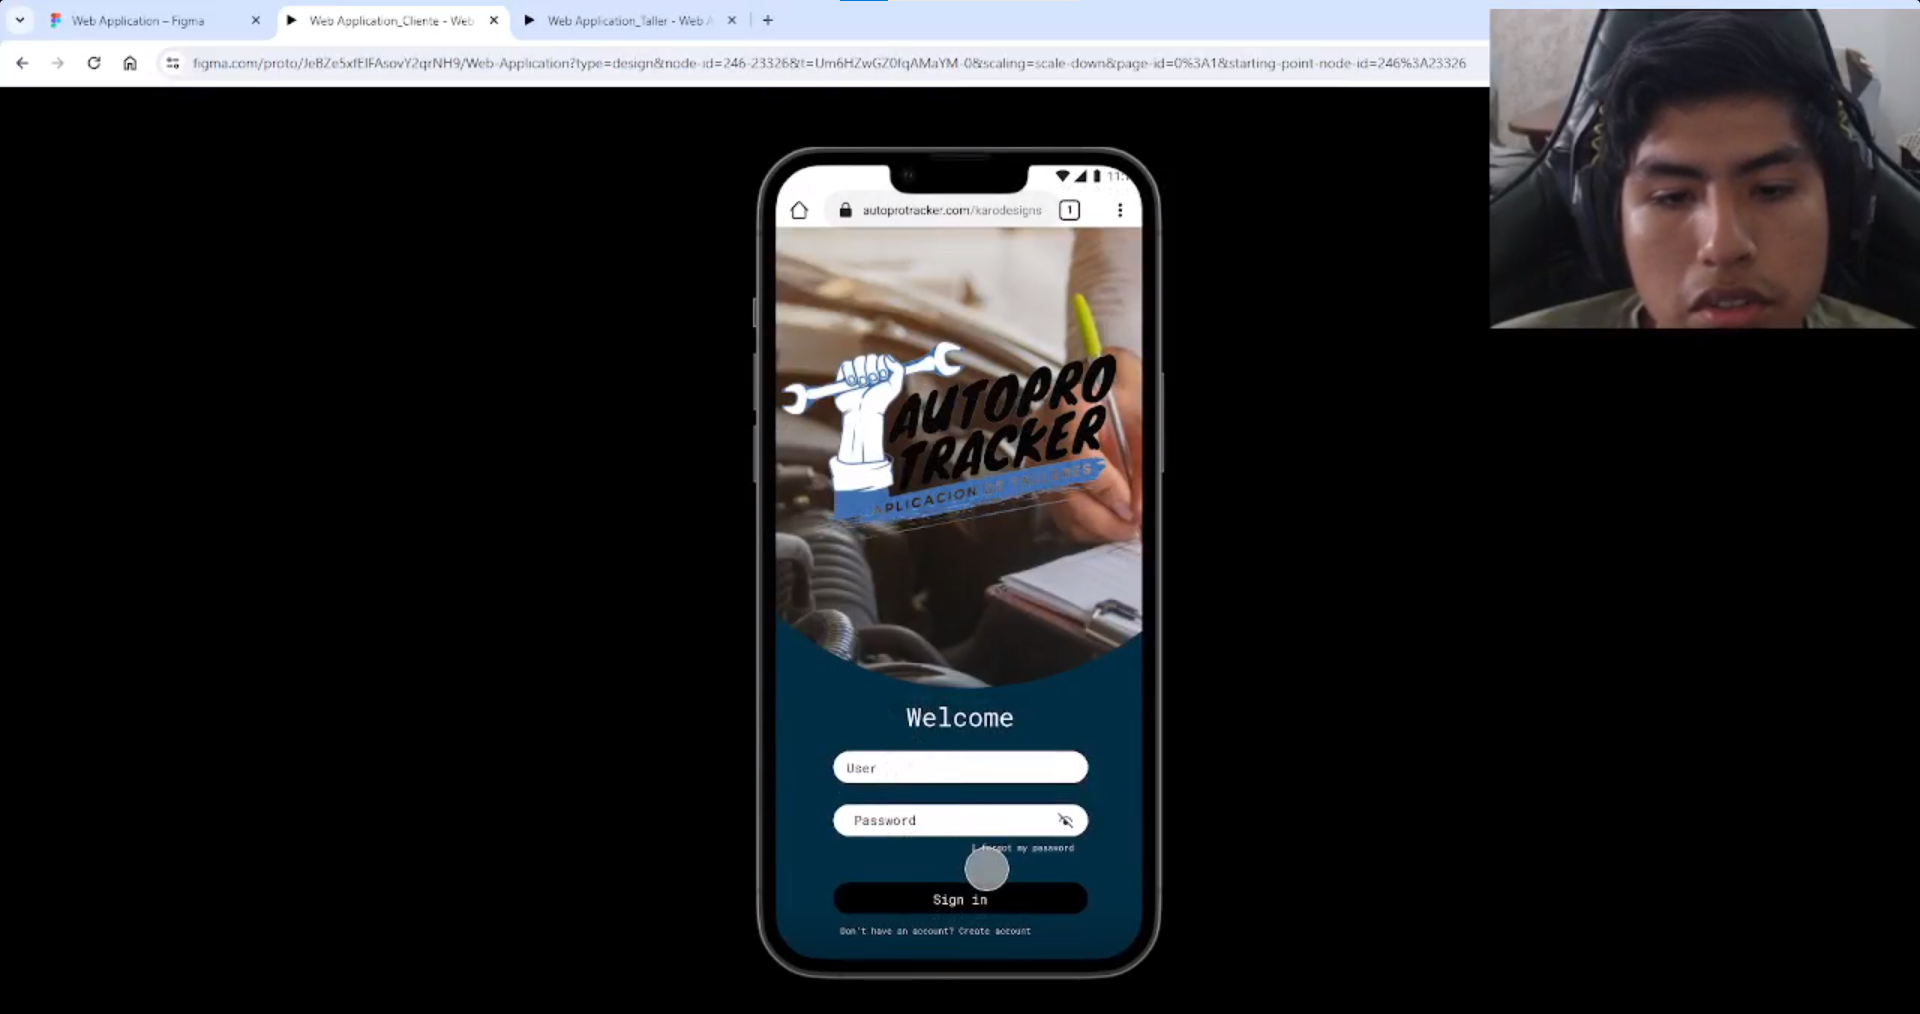 Web Application – Figma
Web Application_Cliente - Web
Web Application_Taller - Web A
figma.com/proto/JeBZe5xfEIFAsovY2qrNH9/Web-Application?type=design&node-id=246-23326&t=Um6HZwGZ0fqAMaYM-0&scaling=scale-down&page-id=0%3A1&starting-point-node-id=246%3A23326
11:1
autoprotracker.com/karodesigns
1
AUTOPRO
TRACKER
APLICACION DE TALLERES
Welcome
User
Password
I forgot my password
Sign in
Don't have an account? Create account